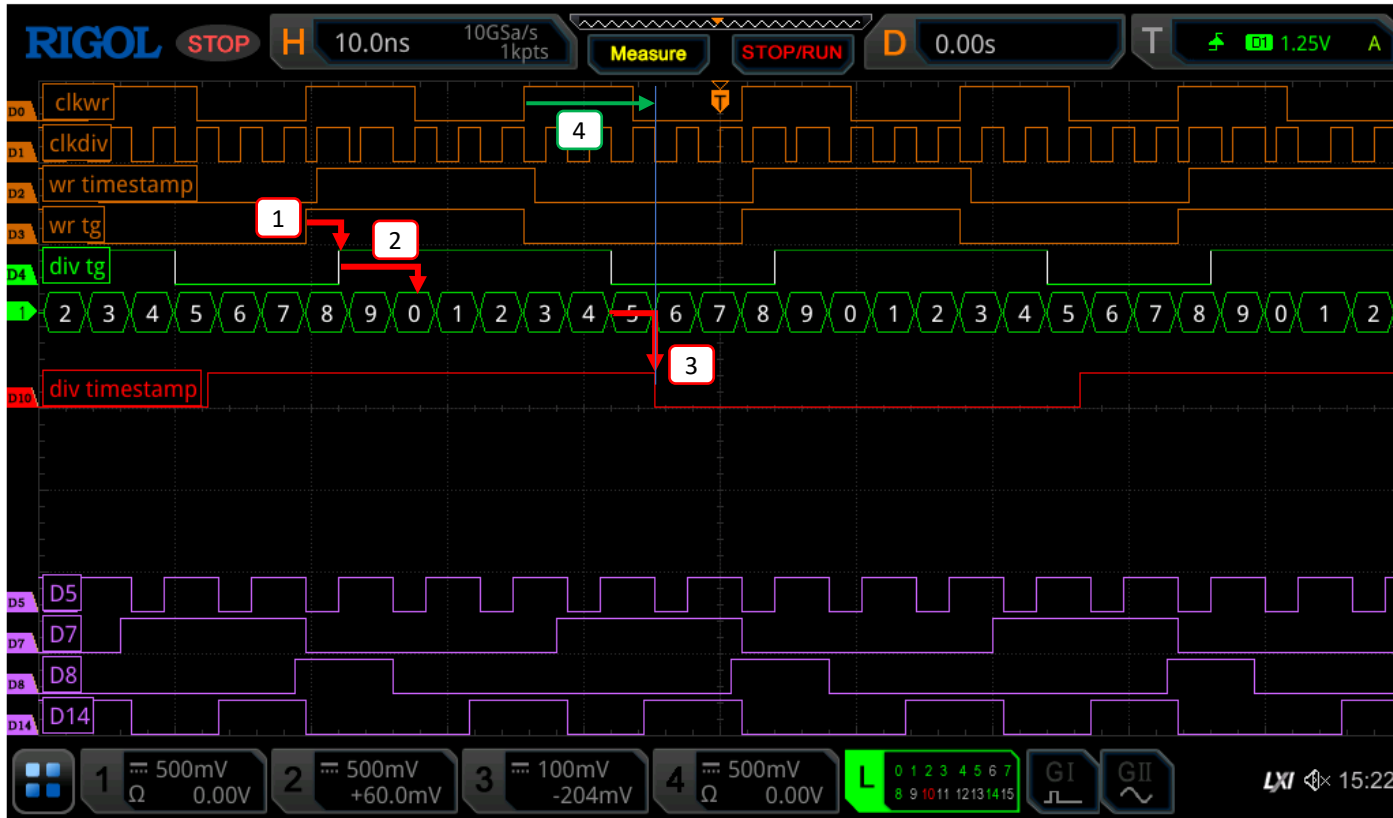 RIGOL STOP H 10.0ns 10GSa/s 1kpts Measure STOP/RUN D 0.00s T D1 1.25V A
T
D0 clkwr
4
D1 clkdiv
D2 wr timestamp
D3 wr tg
1
2
D4 div tg
1 2 3 4 5 6 7 8 9 0 1 2 3 4 5 6 7 8 9 0 1 2 3 4 5 6 7 8 9 0 1 2
3
D10 div timestamp
D5 D5
D7 D7
D8 D8
D14 D14
1 500mV Ω 0.00V 2 500mV +60.0mV 3 100mV -204mV 4 500mV Ω 0.00V L 0 1 2 3 4 5 6 7 8 9 10 11 12 13 14 15 GI GII LXI 15:22